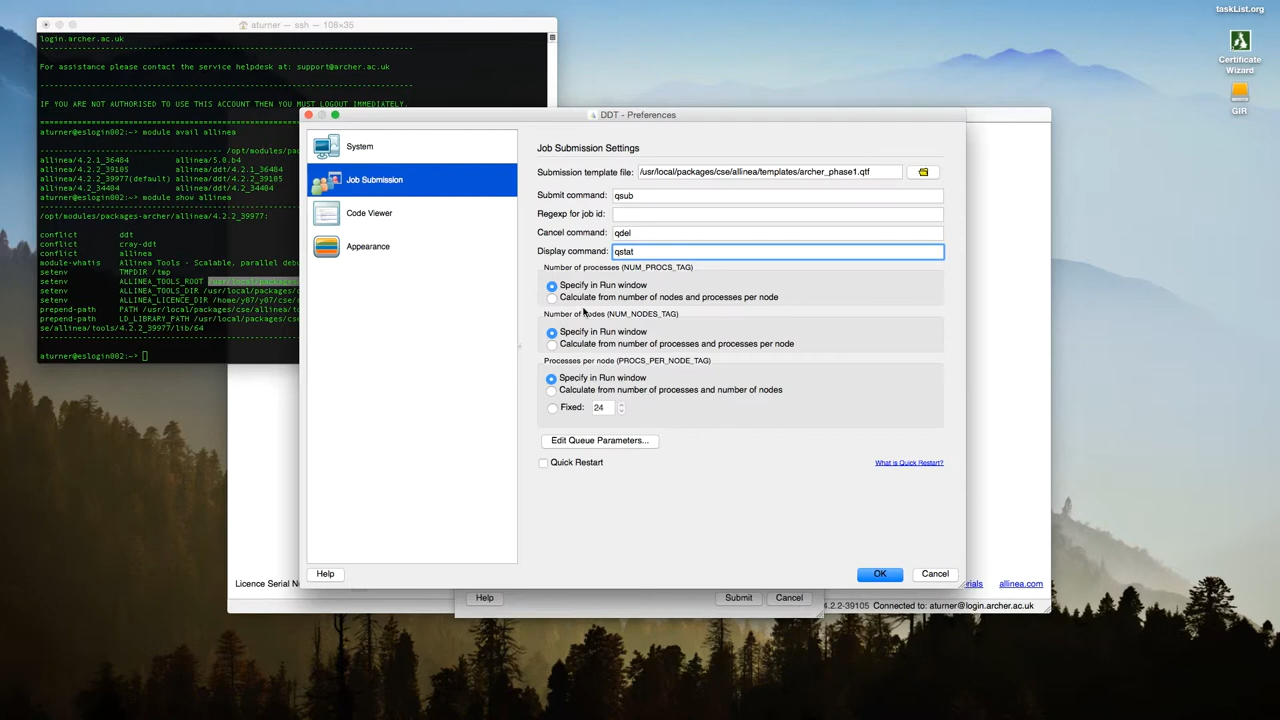 taskList.org
Certificate
Wizard
GIR
aturner — ssh — 108×35
login.archer.ac.uk
--------------------------------------------------------------------------------
For assistance please contact the service helpdesk at: support@archer.ac.uk
--------------------------------------------------------------------------------
IF YOU ARE NOT AUTHORISED TO USE THIS ACCOUNT THEN YOU MUST LOGOUT IMMEDIATELY.
================================================
aturner@eslogin002:~> module avail allinea
/opt/modules/pa
allinea/4.2.1_36484 allinea/5.0.b4
allinea/4.2.2_39105 allinea/ddt/4.2.1_36484
allinea/4.2.2_39977(default) allinea/ddt/4.2.2_39105
allinea/4.2_34404 allinea/ddt/4.2_34404
aturner@eslogin002:~> module show allinea
/opt/modules/packages-archer/allinea/4.2.2_39977:
conflict ddt
conflict cray-ddt
conflict allinea
module-whatis Allinea Tools - Scalable, parallel deb
setenv TMPDIR /tmp
setenv ALLINEA_TOOLS_ROOT /usr/local/package
setenv ALLINEA_TOOLS_DIR /usr/local/packages/
setenv ALLINEA_LICENCE_DIR /home/y07/y07/cse/
prepend-path PATH /usr/local/packages/cse/allinea/to
prepend-path LD_LIBRARY_PATH /usr/local/packages/cs
se/allinea/tools/4.2.2_39977/lib/64
aturner@eslogin002:~>
DDT - Preferences
System
Job Submission
Code Viewer
Appearance
Job Submission Settings
Submission template file: /usr/local/packages/cse/allinea/templates/archer_phase1.qtf
Submit command: qsub
Regexp for job id:
Cancel command: qdel
Display command: qstat
Number of processes (NUM_PROCS_TAG)
Specify in Run window
Calculate from number of nodes and processes per node
Number of nodes (NUM_NODES_TAG)
Specify in Run window
Calculate from number of processes and processes per node
Processes per node (PROCS_PER_NODE_TAG)
Specify in Run window
Calculate from number of processes and number of nodes
Fixed: 24
Edit Queue Parameters...
Quick Restart What is Quick Restart?
Help OK Cancel
Licence Serial N rials allinea.com
Help Submit Cancel
4.2.2-39105 Connected to: aturner@login.archer.ac.uk